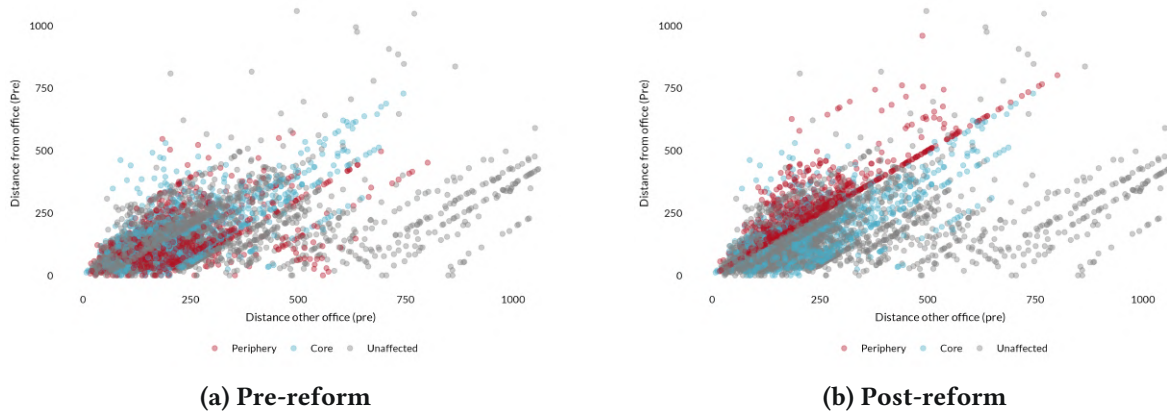 1000
750
500
250
0
Distance from office (Pre)
0 250 500 750 1000
Distance other office (pre)
Periphery Core Unaffected
(a) Pre-reform
1000
750
500
250
0
Distance from office (Pre)
0 250 500 750 1000
Distance other office (pre)
Periphery Core Unaffected
(b) Post-reform